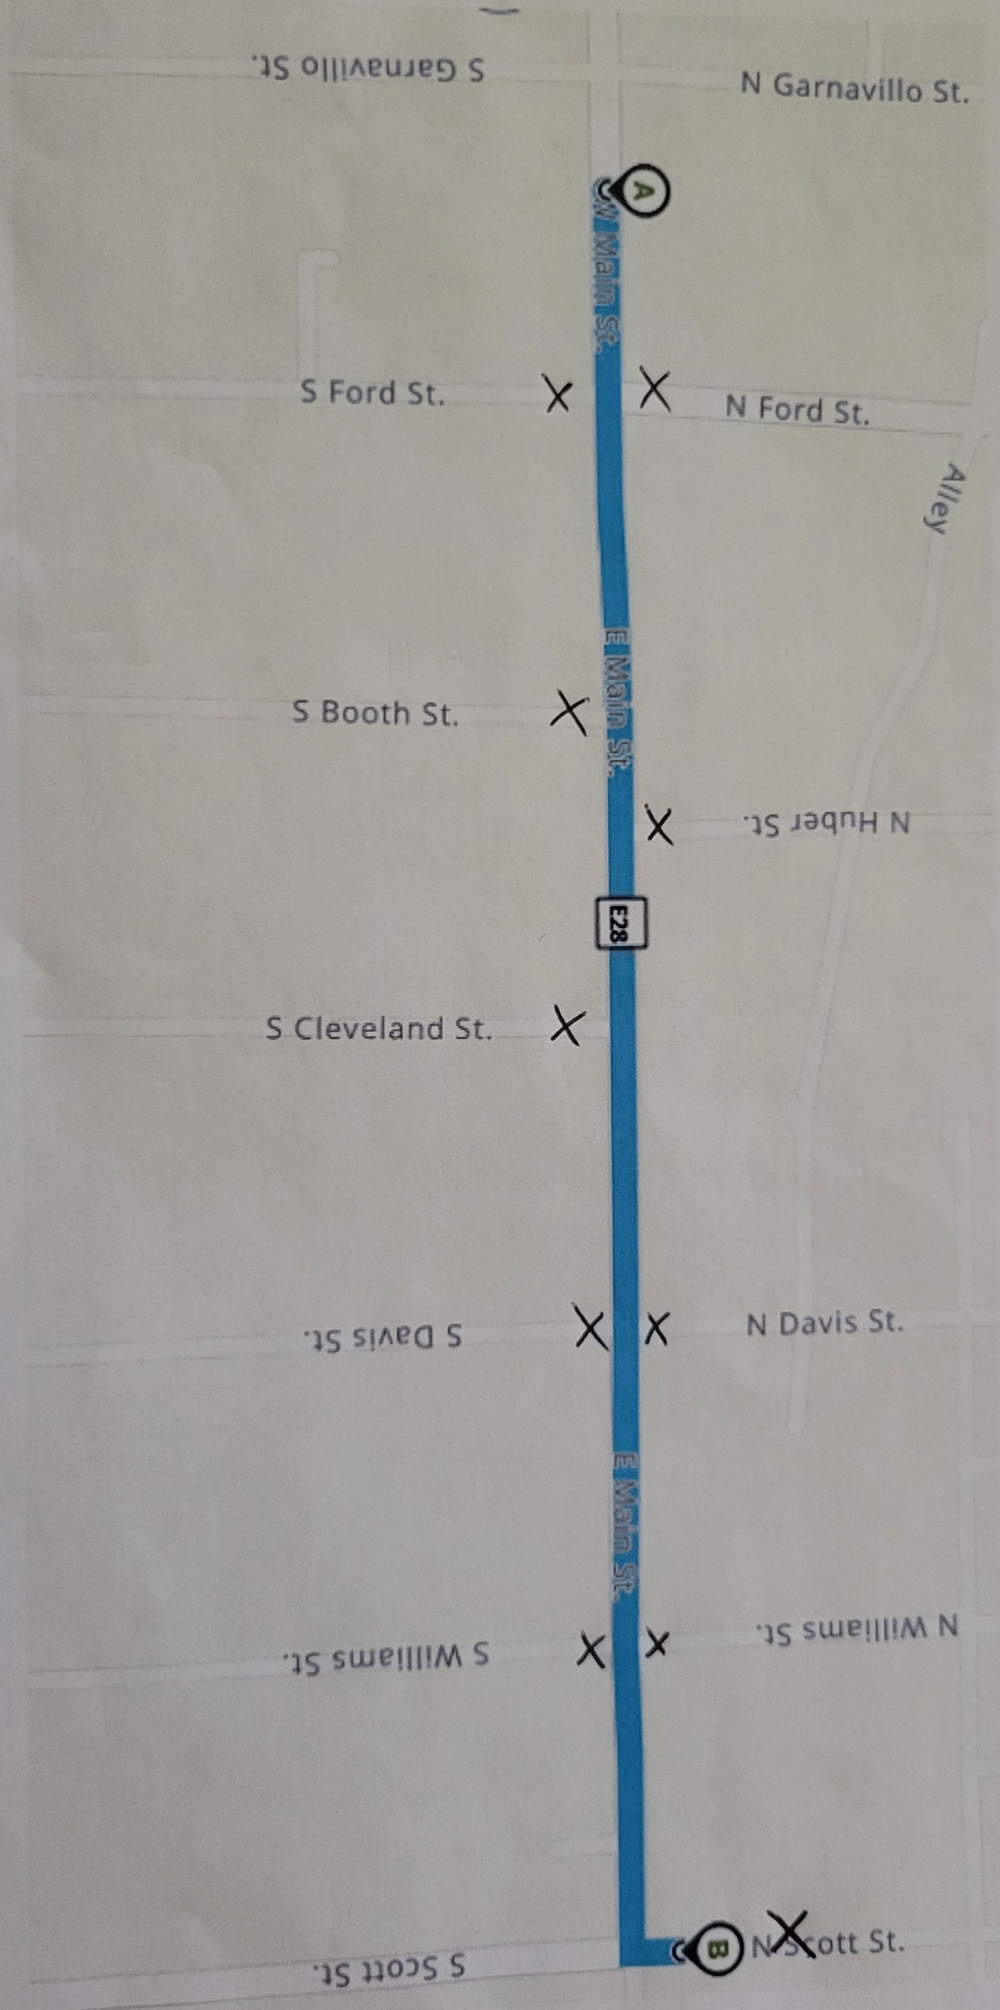 S Garnavillo St.
N Garnavillo St.
A
W Main St.
S Ford St.
X
X
N Ford St.
Alley
E Main St.
S Booth St.
X
X
N Huber St.
E28
S Cleveland St.
X
S Davis St.
X
X
N Davis St.
E Main St.
S Williams St.
X
X
N Williams St.
B
X
N Scott St.
S Scott St.